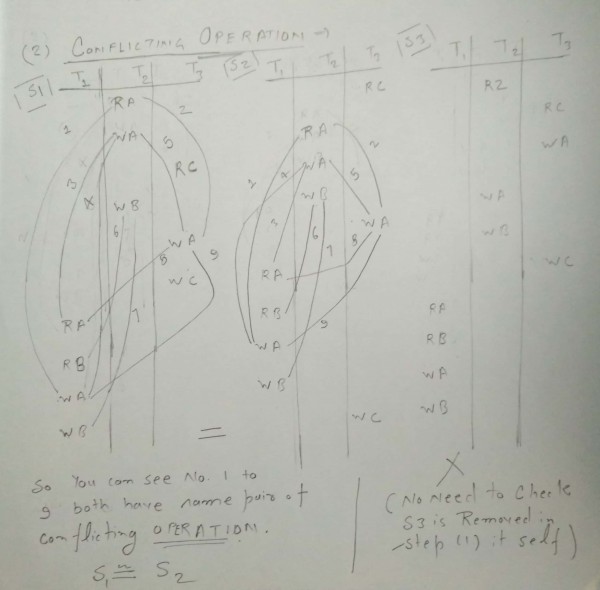 (2) CONFLICTING OPERATION →
S1 T1 T2 T3
S2 T1 T2 T3
S3 T1 T2 T3
RC RZ
RA 2 RC
1 RA 2
WA 5 WA
RC WA 5
3 4 WB 1 4 WB WA WA
6 WA 3 6 7 8 WB
8 9
WC RA WC
RA 7 RB RA
RB 9 RB
WA WA WA
WB WB WB
WC
=
So You can see No. 1 to
9 both have name pair of
conflicting OPERATION.
S1 ≅ S2
X
(No Need to Check
S3 is Removed in
step (1) it self)